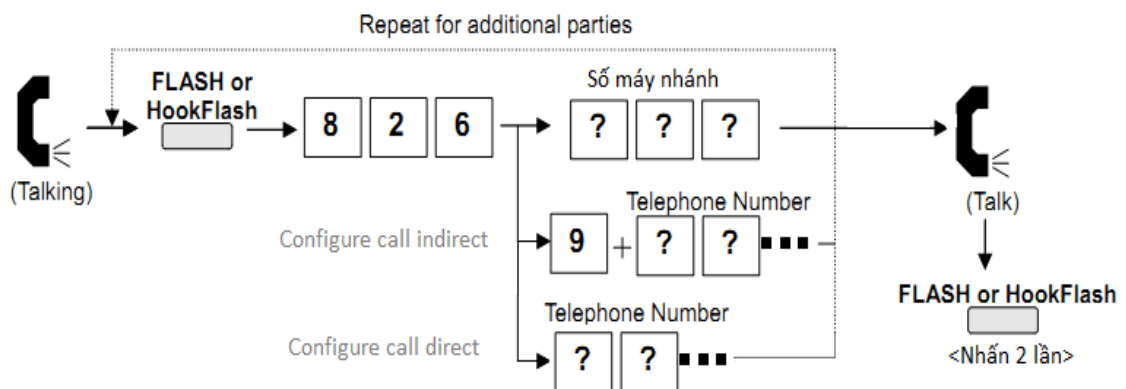 Repeat for additional parties
FLASH or
HookFlash
Số máy nhánh
8 2 6
? ? ?
(Talking)
(Talk)
Telephone Number
Configure call indirect
9 + ? ?
FLASH or HookFlash
Telephone Number
Configure call direct
? ?
<Nhấn 2 lần>